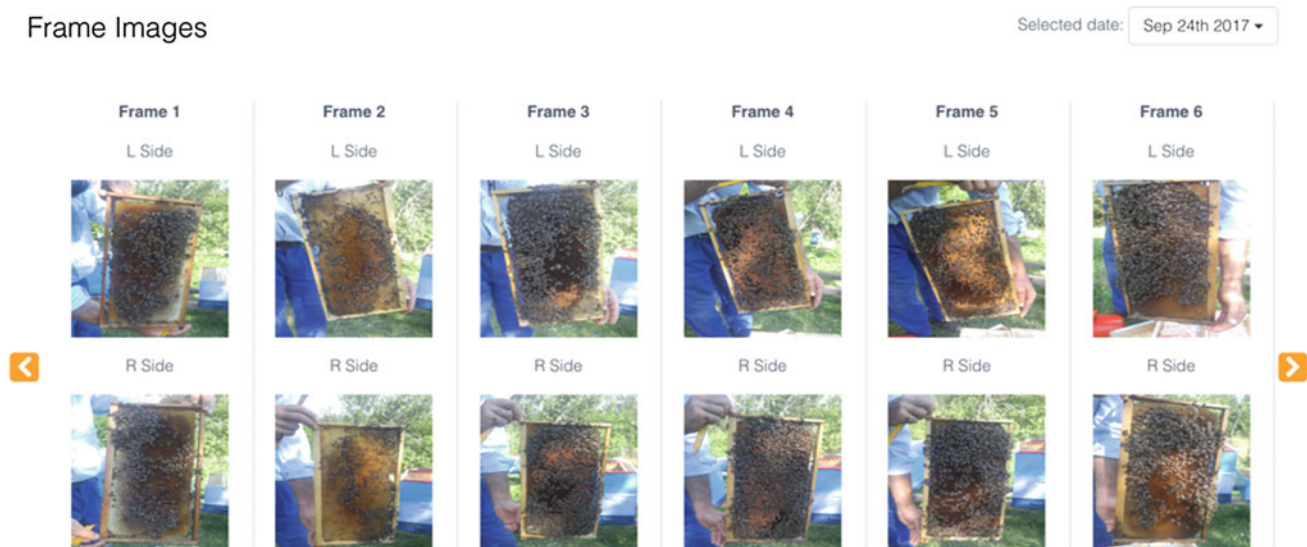 Frame Images
Selected date: Sep 24th 2017
Frame 1 Frame 2 Frame 3 Frame 4 Frame 5 Frame 6
L Side L Side L Side L Side L Side L Side
R Side R Side R Side R Side R Side R Side